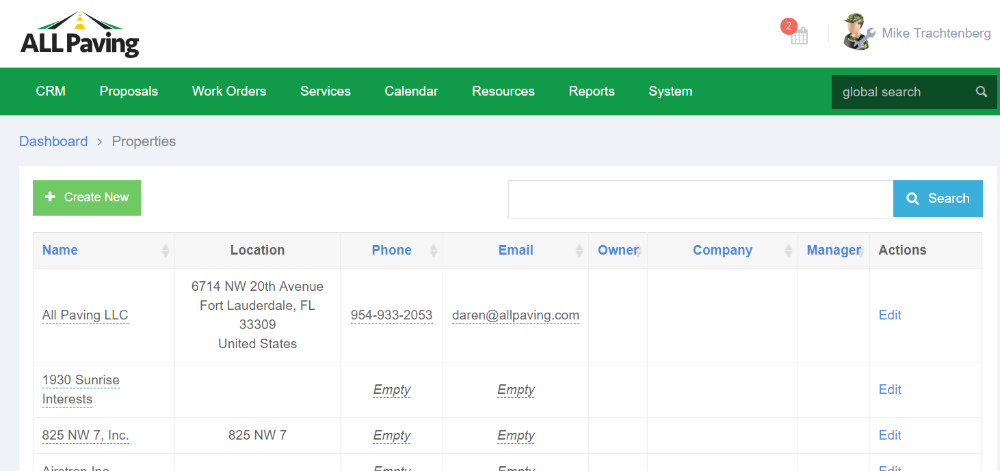 ALL Paving
2
Mike Trachtenberg
CRM Proposals Work Orders Services Calendar Resources Reports System global search
Dashboard > Properties
Create New
Search
Name Location Phone Email Owner Company Manager Actions
All Paving LLC
6714 NW 20th Avenue
Fort Lauderdale, FL
33309
United States
954-933-2053
daren@allpaving.com
Edit
1930 Sunrise
Interests
Empty
Empty
Edit
825 NW 7, Inc.
825 NW 7
Empty
Empty
Edit
Airatron Inc
Empty
Empty
Edit